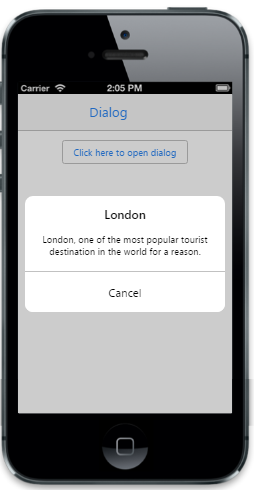 Carrier 2:05 PM
Dialog
Click here to open dialog
London
London, one of the most popular tourist
destination in the world for a reason.
Cancel